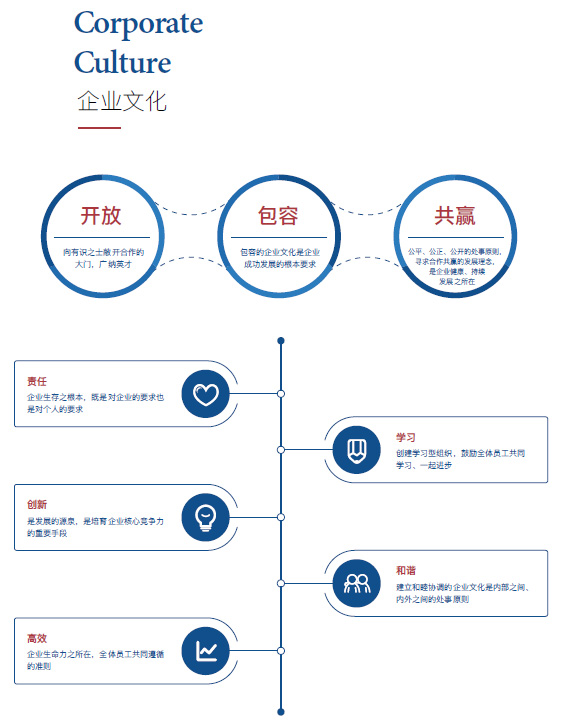 Corporate
Culture
企业文化
开放
向有识之士敞开合作的
大门，广纳英才
包容
包容的企业文化是企业
成功发展的根本要求
共赢
公平、公正、公开的处事原则，
寻求合作共赢的发展理念，
是企业健康、持续
发展之所在
责任
企业生存之根本，既是对企业的要求也
是对个人的要求
学习
创建学习型组织，鼓励全体员工共同
学习、一起进步
创新
是发展的源泉，是培育企业核心竞争力
的重要手段
和谐
建立和睦协调的企业文化是内部之间、
内外之间的处事原则
高效
企业生命力之所在，全体员工共同遵循
的准则